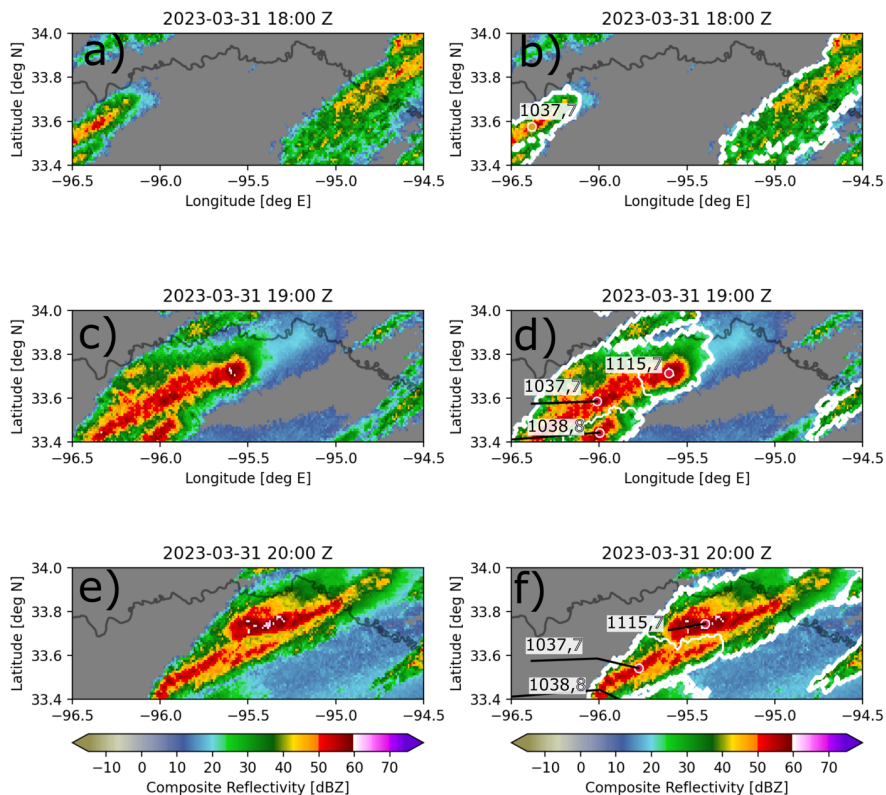 2023-03-31 18:00 Z
2023-03-31 18:00 Z
a)
b)
34.0
33.8
33.6
33.4
Latitude [deg N]
34.0
33.8
33.6
33.4
Latitude [deg N]
1037,7
−96.5 −96.0 −95.5 −95.0 −94.5
Longitude [deg E]
−96.5 −96.0 −95.5 −95.0 −94.5
Longitude [deg E]
2023-03-31 19:00 Z
2023-03-31 19:00 Z
c)
d)
34.0
33.8
33.6
33.4
Latitude [deg N]
34.0
33.8
33.6
33.4
Latitude [deg N]
1115,7
1037,7
1038,8
−96.5 −96.0 −95.5 −95.0 −94.5
Longitude [deg E]
−96.5 −96.0 −95.5 −95.0 −94.5
Longitude [deg E]
2023-03-31 20:00 Z
2023-03-31 20:00 Z
e)
f)
34.0
33.8
33.6
33.4
Latitude [deg N]
34.0
33.8
33.6
33.4
Latitude [deg N]
1115,7
1037,7
1038,8
−96.5 −96.0 −95.5 −95.0 −94.5
−96.5 −96.0 −95.5 −95.0 −94.5
−10 0 10 20 30 40 50 60 70
Composite Reflectivity [dBZ]
−10 0 10 20 30 40 50 60 70
Composite Reflectivity [dBZ]